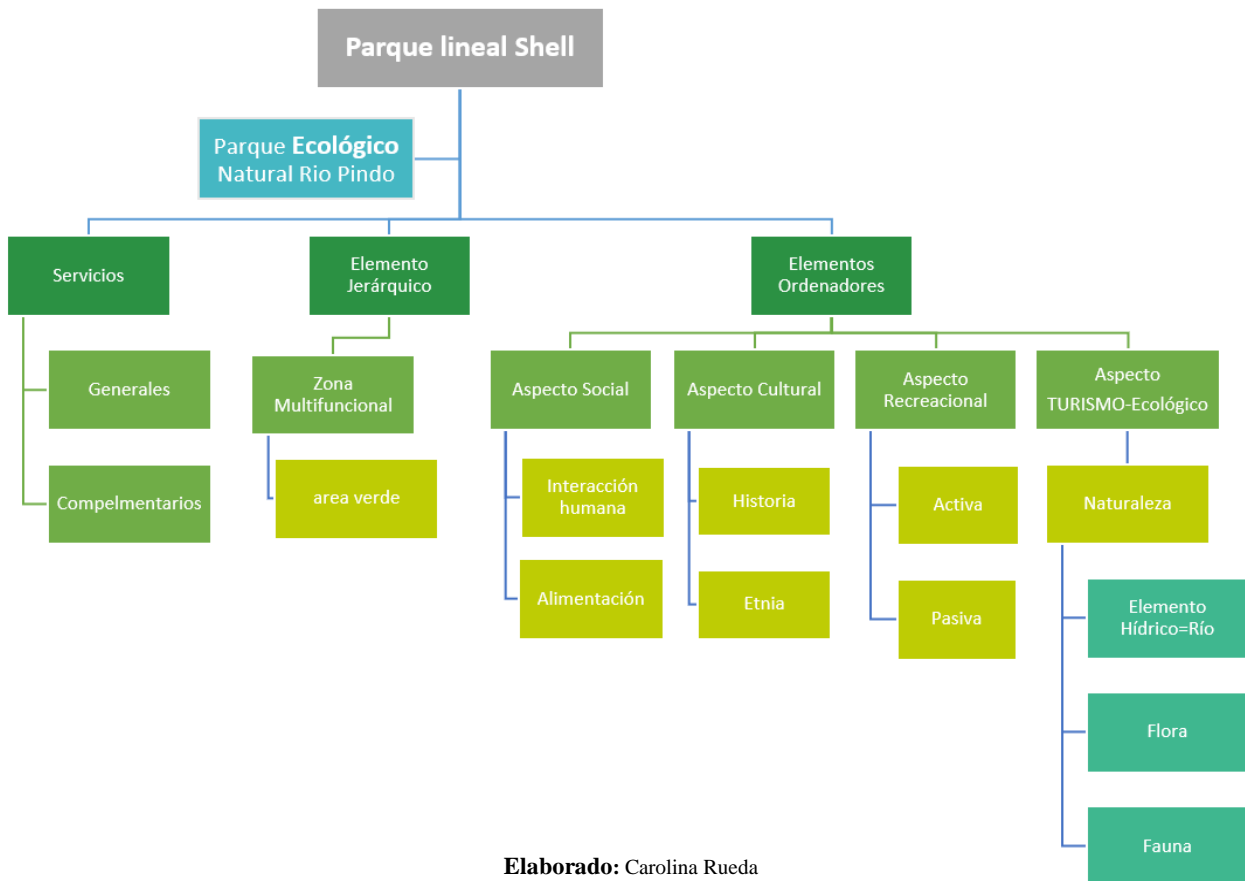 Parque lineal Shell
Parque Ecológico
Natural Rio Pindo
Servicios
Elemento
Jerárquico
Elementos
Ordenadores
Generales
Compelmentarios
Zona
Multifuncional
area verde
Aspecto Social
Interacción
humana
Alimentación
Aspecto Cultural
Historia
Etnia
Aspecto
Recreacional
Activa
Pasiva
Aspecto
TURISMO-Ecológico
Naturaleza
Elemento
Hídrico=Río
Flora
Fauna
Elaborado: Carolina Rueda